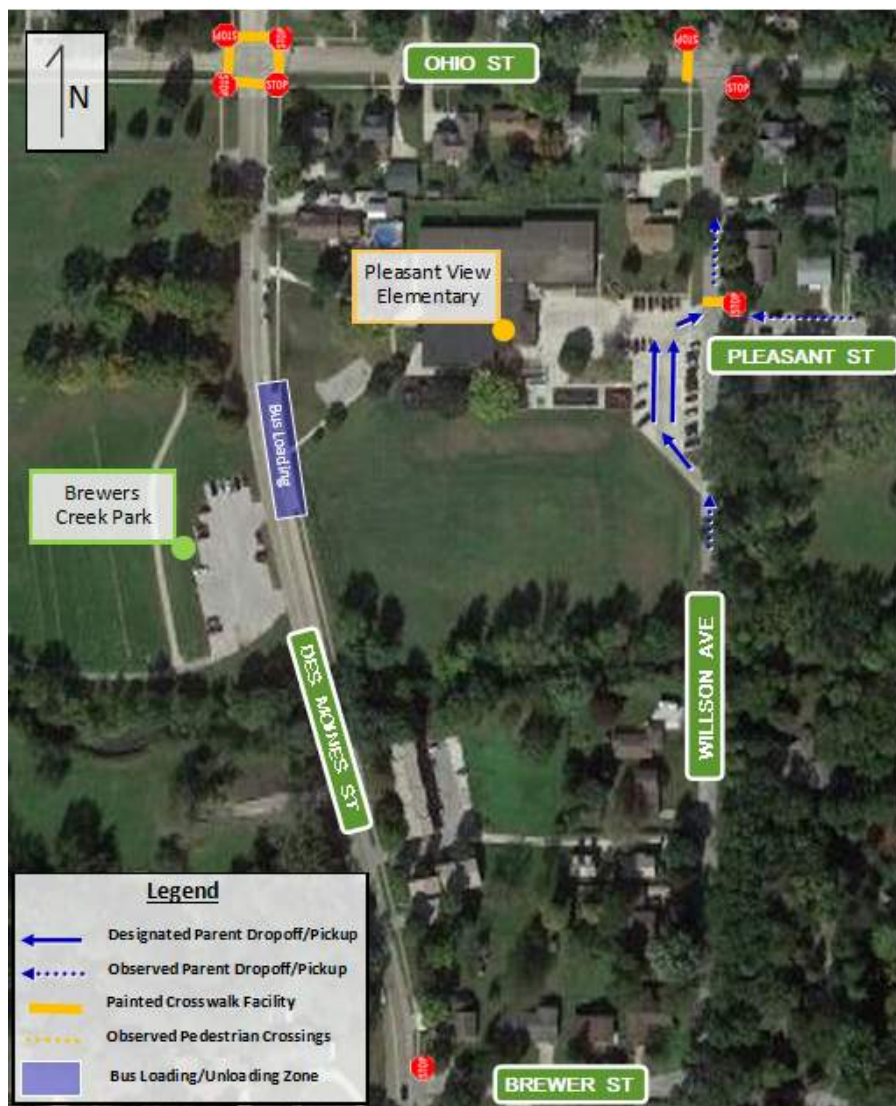 STOP
STOP
STOP
STOP
STOP
STOP
N
OHIO ST
Pleasant View
Elementary
STOP
PLEASANT ST
Bus Loading
Brewers
Creek Park
DES MOINES ST
WILLSON AVE
Legend
Designated Parent Dropoff/Pickup
Observed Parent Dropoff/Pickup
Painted Crosswalk Facility
Observed Pedestrian Crossings
Bus Loading/Unloading Zone
STOP
BREWER ST